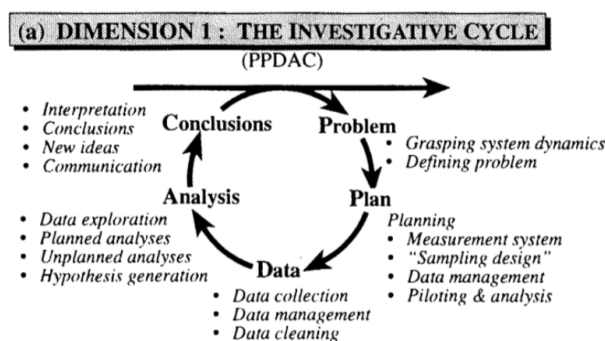 (a) DIMENSION 1 : THE INVESTIGATIVE CYCLE
(PPDAC)
• Interpretation
• Conclusions
• New ideas
• Communication
Conclusions
Problem
• Grasping system dynamics
• Defining problem
Analysis
Plan
• Data exploration
• Planned analyses
• Unplanned analyses
• Hypothesis generation
Planning
• Measurement system
• “Sampling design”
• Data management
• Piloting & analysis
Data
• Data collection
• Data management
• Data cleaning